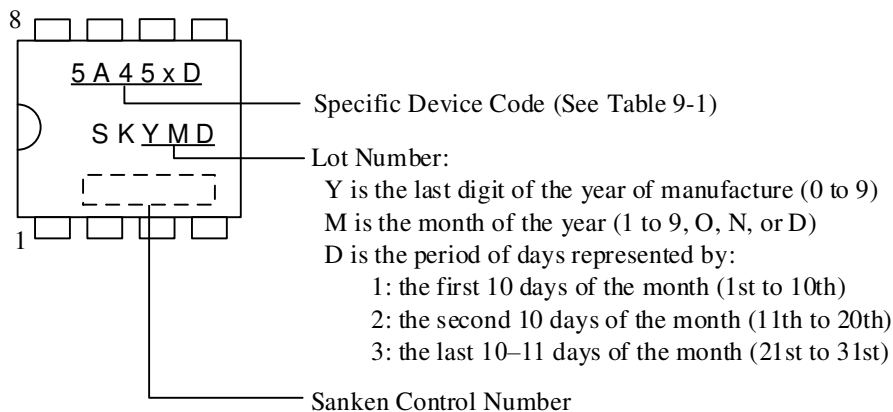 8
5 A 4 5 x D
Specific Device Code (See Table 9-1)
S K Y M D
Lot Number:
Y is the last digit of the year of manufacture (0 to 9)
M is the month of the year (1 to 9, O, N, or D)
D is the period of days represented by:
1
1: the first 10 days of the month (1st to 10th)
2: the second 10 days of the month (11th to 20th)
3: the last 10–11 days of the month (21st to 31st)
Sanken Control Number